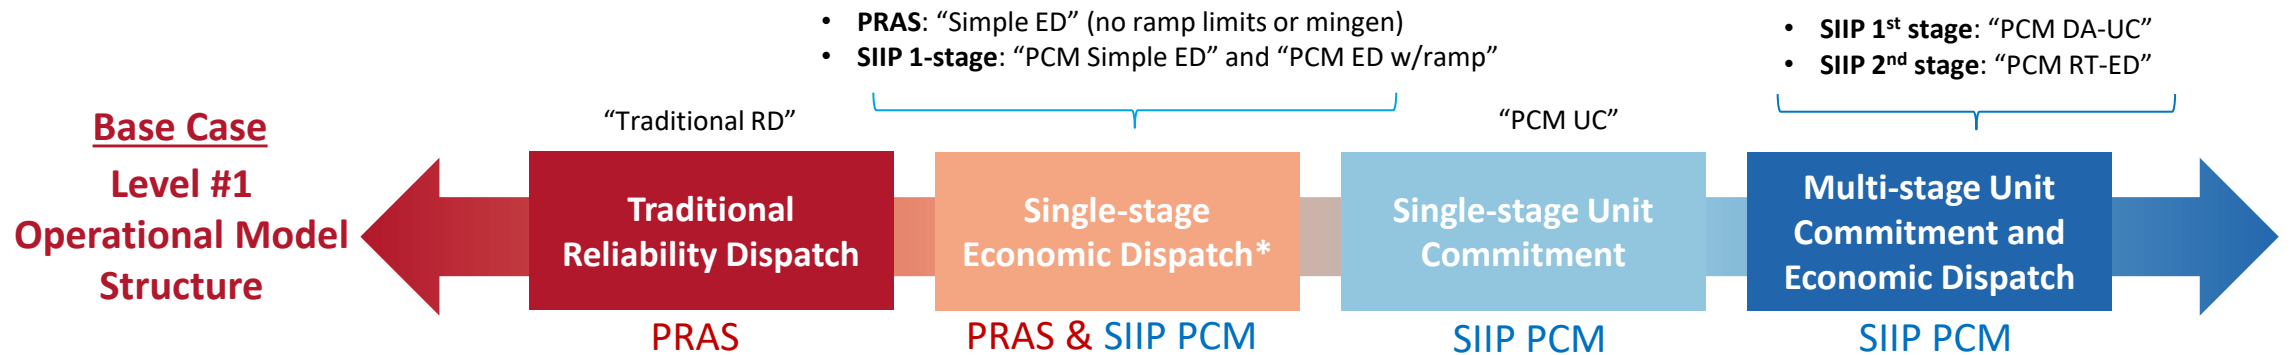 • PRAS: “Simple ED” (no ramp limits or mingen)
• SIIP 1-stage: “PCM Simple ED” and “PCM ED w/ramp”
• SIIP 1st stage: “PCM DA-UC”
• SIIP 2nd stage: “PCM RT-ED”
Base Case
Level #1
Operational Model
Structure
“Traditional RD”
“PCM UC”
Traditional
Reliability Dispatch
Single-stage
Economic Dispatch*
Single-stage Unit
Commitment
Multi-stage Unit
Commitment and
Economic Dispatch
PRAS
PRAS & SIIP PCM
SIIP PCM
SIIP PCM